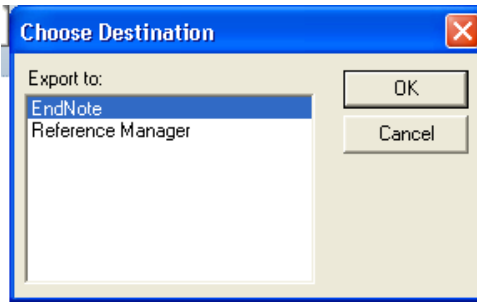 Choose Destination
Export to:
OK
EndNote
Reference Manager
Cancel